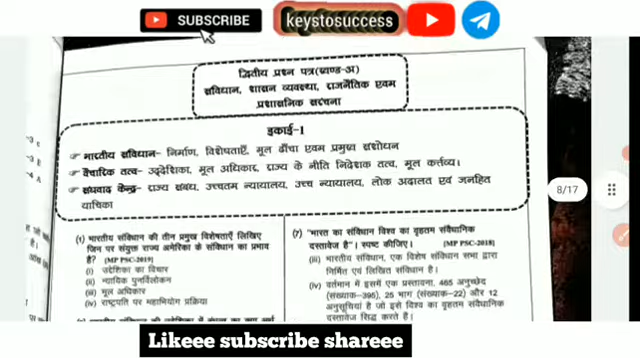 SUBSCRIBE
keystosuccess
द्वितीय प्रश्न पत्र(खण्ड-अ)
संविधान, शासन व्यवस्था, राजनैतिक एवम
प्रशासनिक संरचना
इकाई-1
भारतीय संविधान- निर्माण, विशेषताएँ, मूल ढाँचा एवम प्रमुख संशोधन
वैचारिक तत्व- उद्देशिका, मूल अधिकार, राज्य के नीति निदेशक तत्व, मूल कर्त्तव्य।
संघवाद केन्द्र- राज्य संबंध, उच्चतम न्यायालय, उच्च न्यायालय, लोक अदालत एवं जनहित
याचिका
8/17
(1) भारतीय संविधान की तीन प्रमुख विशेषताएँ लिखिए
जिन पर संयुक्त राज्य अमेरिका के संविधान का प्रभाव
है? [MP PSC-2019]
(i) उद्देशिका का विचार
(ii) न्यायिक पुनर्विलोकन
(iii) मूल अधिकार
(iv) राष्ट्रपति पर महाभियोग प्रक्रिया
(7) "भारत का संविधान विश्व का वृहतम संवैधानिक
दस्तावेज है"। स्पष्ट कीजिए। [MP PSC-2018]
(iii) भारतीय संविधान, एक विशेष संविधान सभा द्वारा
निर्मित एवं लिखित संविधान है।
(iv) वर्तमान में इसमें एक प्रस्तावना, 465 अनुच्छेद
(संख्याक-395), 25 भाग (संख्याक-22) और 12
अनुसूचियां है जो इसे विश्व का वृहतम संवैधानिक
दस्तावेज सिद्ध करते हैं।
Likeee subscribe shareee